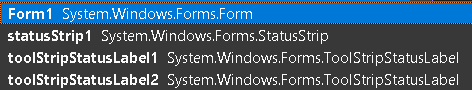 Form1 System.Windows.Forms.Form
statusStrip1 System.Windows.Forms.StatusStrip
toolStripStatusLabel1 System.Windows.Forms.ToolStripStatusLabel
toolStripStatusLabel2 System.Windows.Forms.ToolStripStatusLabel